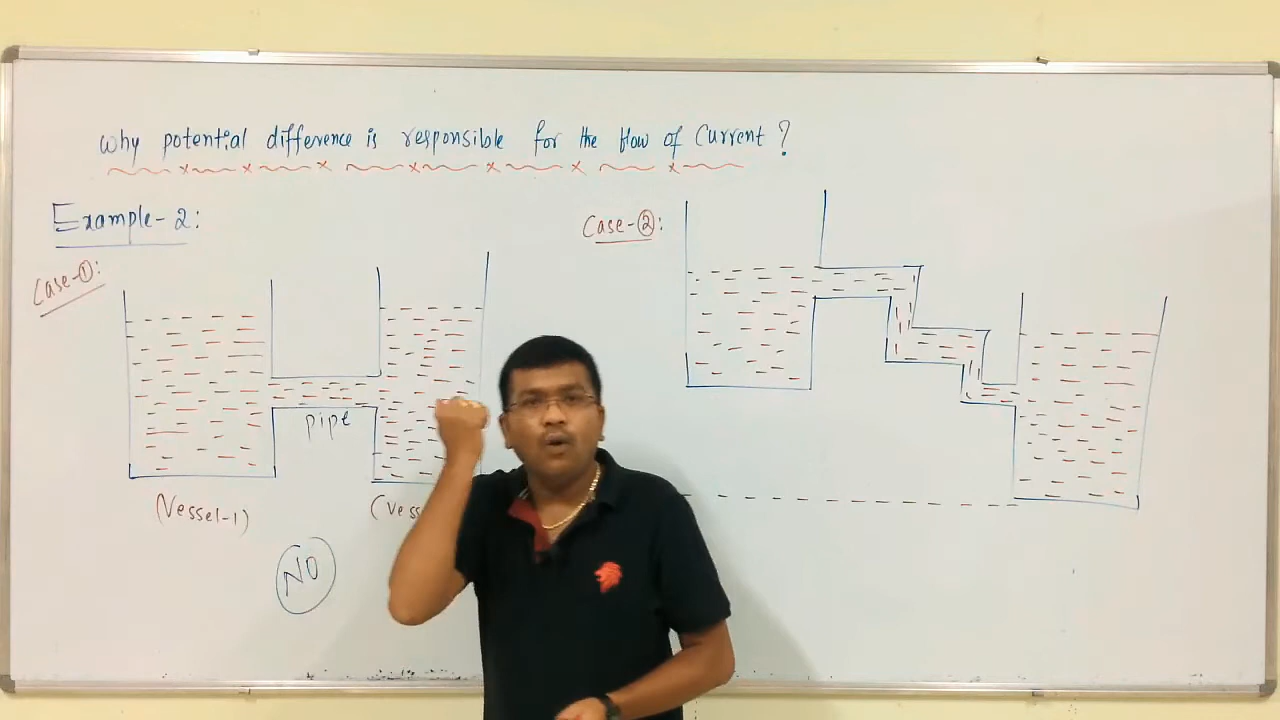 why potential difference is responsible for the flow of Current ?
Example-2:
Case-①:
Case-②:
pipe
(Vessel-1)
(Vess
NO